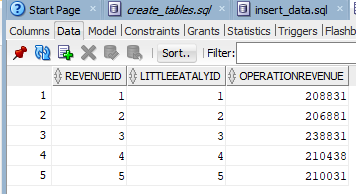 Start Page create_tables.sql insert_data.sql
Columns Data Model Constraints Grants Statistics Triggers Flashb
Sort.. Filter:
REVENUEID LITTLEEATALYID OPERATIONREVENUE
1 1 1 208831
2 2 2 206881
3 3 3 238831
4 4 4 210438
5 5 5 210031